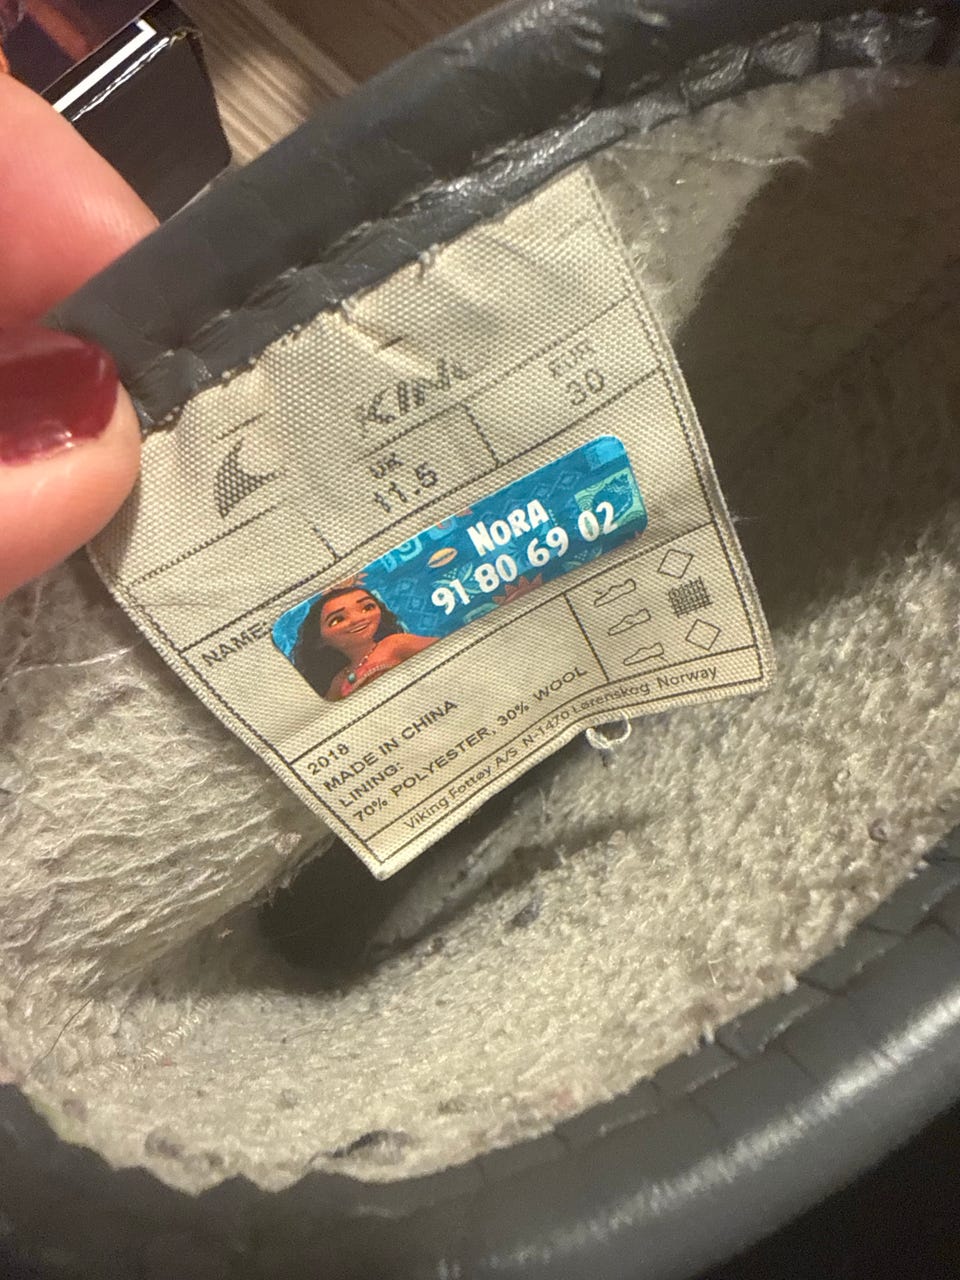 EUR
30
UK
11.5
NAME:
NORA
91 80 69 02
2018
MADE IN CHINA
LINING:
70% POLYESTER, 30% WOOL
Viking Fottøy A/S N-1470 Lørenskog Norway